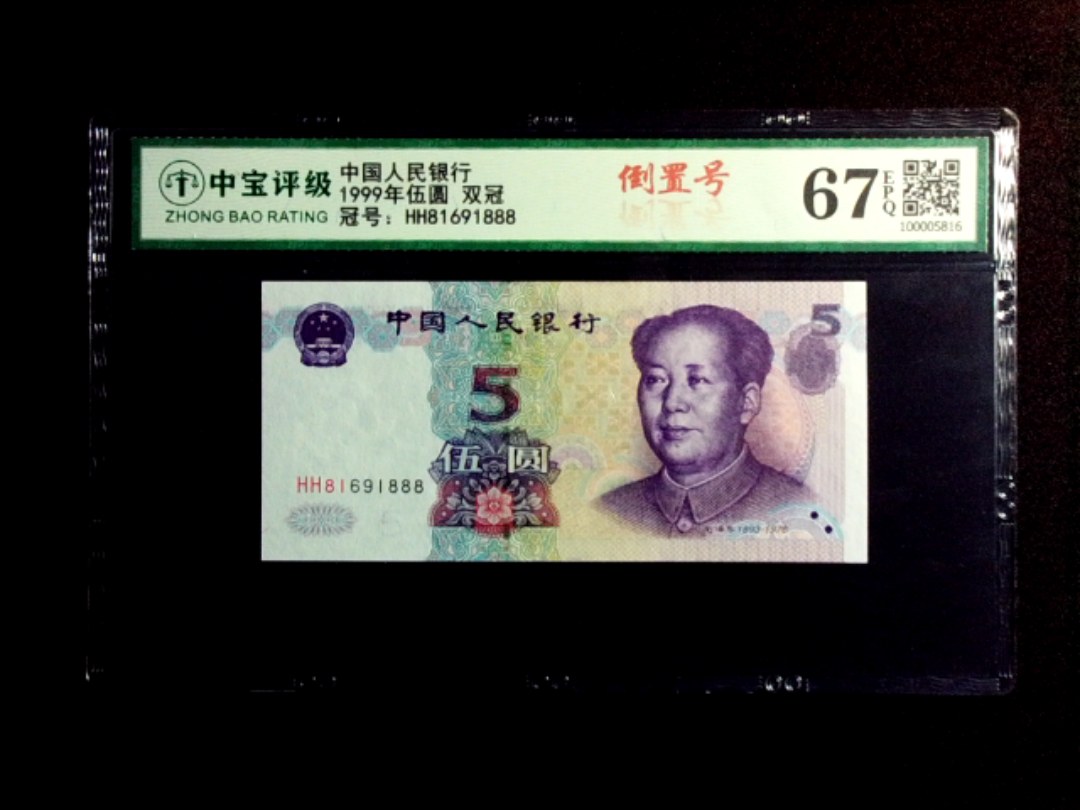 中宝评级
ZHONG BAO RATING
中国人民银行
1999年伍圆 双冠
冠号：HH81691888
倒置号
67
EPQ
100005816
中国人民银行
5
5
伍 圆
HH81691888